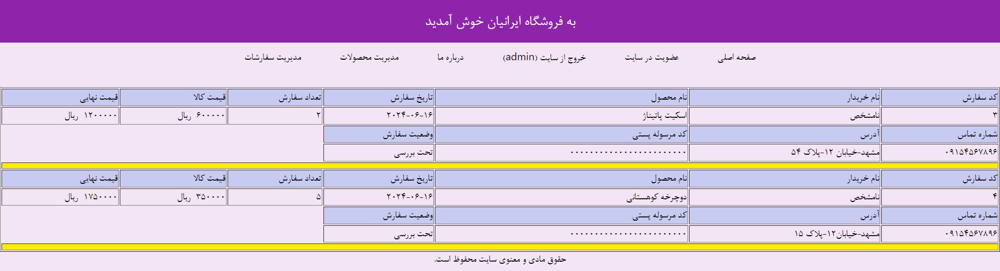 به فروشگاه ایرانیان خوش آمدید
صفحه اصلی عضویت در سایت خروج از سایت (admin) درباره ما مدیریت محصولات مدیریت سفارشات
کد سفارش نام خریدار نام محصول تاریخ سفارش تعداد سفارش قیمت کالا قیمت نهایی
۳ نامشخص اسکیت پاتیناژ ۲۰۲۴-۰۶-۱۶ ۲ ۶۰۰۰۰۰ ریال ۱۲۰۰۰۰۰ ریال
شماره تماس آدرس کد مرسوله پستی وضعیت سفارش
۰۹۱۵۴۵۶۷۸۹۶ مشهد-خیابان ۱۲-پلاک ۵۴ ۰۰۰۰۰۰۰۰۰۰۰۰۰۰۰۰۰۰۰۰۰۰۰۰ تحت بررسی
کد سفارش نام خریدار نام محصول تاریخ سفارش تعداد سفارش قیمت کالا قیمت نهایی
۴ نامشخص دوچرخه کوهستانی ۲۰۲۴-۰۶-۱۶ ۵ ۳۵۰۰۰۰ ریال ۱۷۵۰۰۰۰ ریال
شماره تماس آدرس کد مرسوله پستی وضعیت سفارش
۰۹۱۵۴۵۶۷۸۹۶ مشهد-خیابان۱۲-پلاک ۱۵ ۰۰۰۰۰۰۰۰۰۰۰۰۰۰۰۰۰۰۰۰۰۰۰۰ تحت بررسی
حقوق مادی و معنوی سایت محفوظ است.